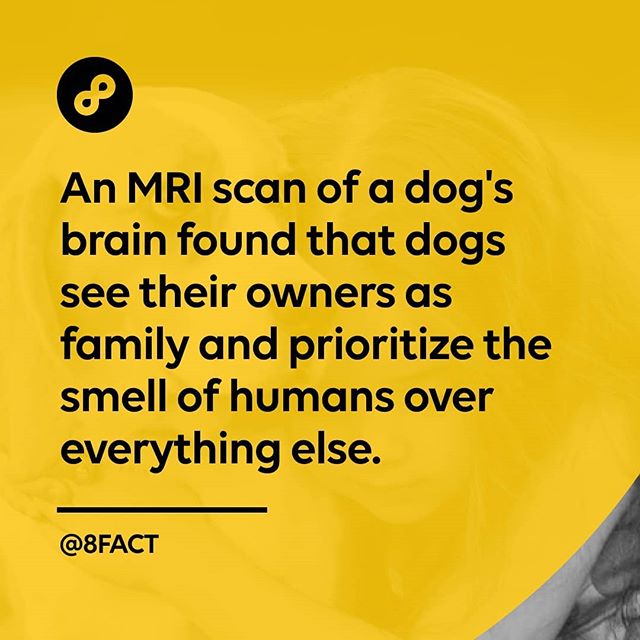 An MRI scan of a dog's
brain found that dogs
see their owners as
family and prioritize the
smell of humans over
everything else.
@8FACT